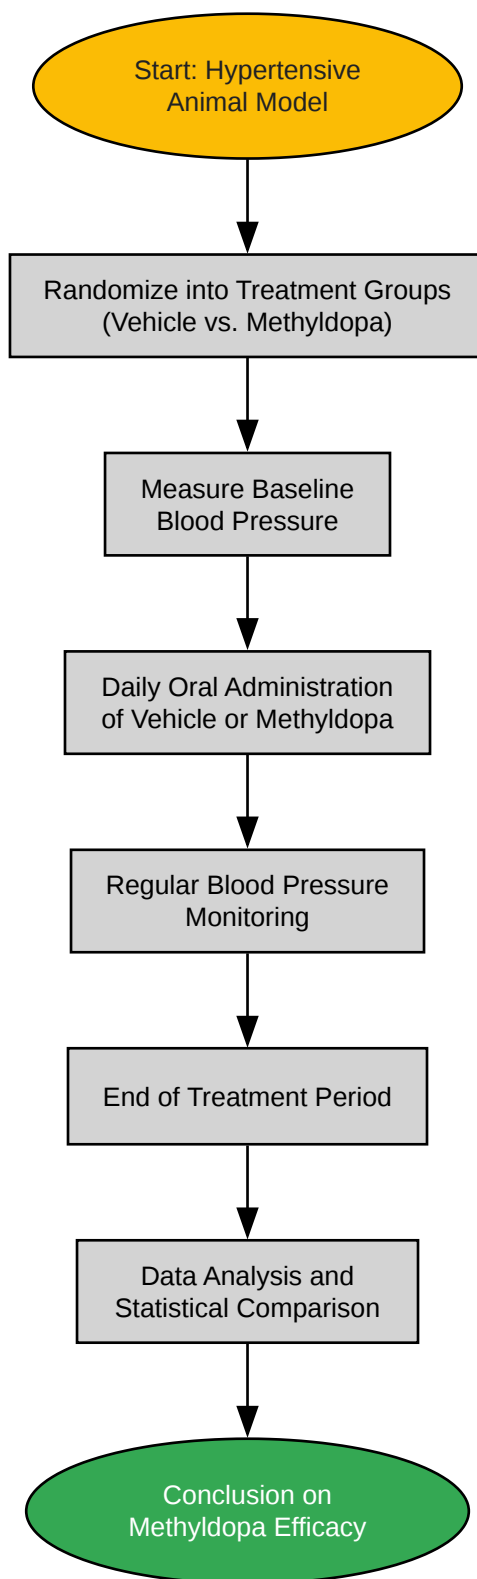 Start: Hypertensive
Animal Model
Randomize into Treatment Groups
(Vehicle vs. Methyldopa)
Measure Baseline
Blood Pressure
Daily Oral Administration
of Vehicle or Methyldopa
Regular Blood Pressure
Monitoring
End of Treatment Period
Data Analysis and
Statistical Comparison
Conclusion on
Methyldopa Efficacy